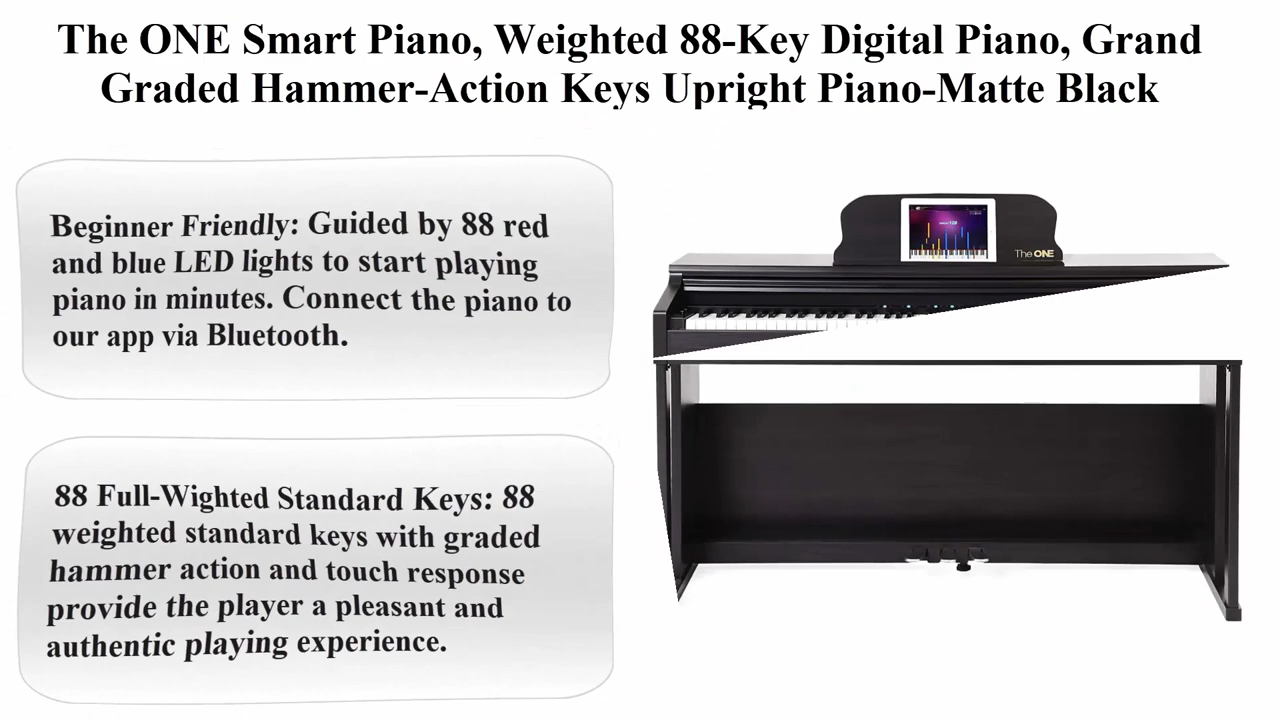 The ONE Smart Piano, Weighted 88-Key Digital Piano, Grand
Graded Hammer-Action Keys Upright Piano-Matte Black
Beginner Friendly: Guided by 88 red
and blue LED lights to start playing
piano in minutes. Connect the piano to
our app via Bluetooth.
The ONE
88 Full-Wighted Standard Keys: 88
weighted standard keys with graded
hammer action and touch response
provide the player a pleasant and
authentic playing experience.